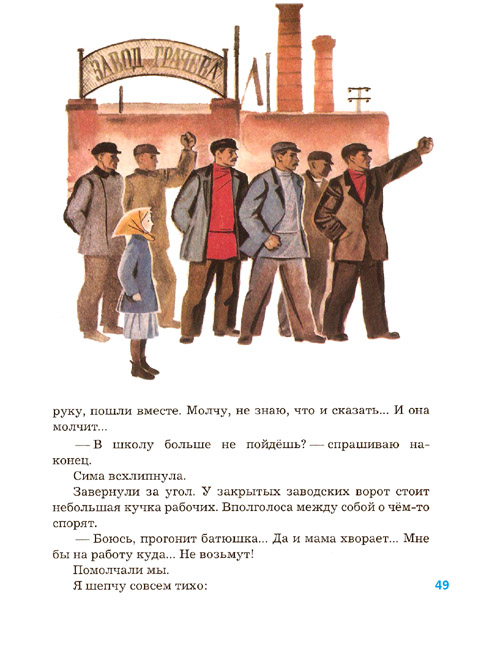 ЗАВОД ГРАЧЕВА
руку, пошли вместе. Молчу, не знаю, что и сказать... И она
молчит...
— В школу больше не пойдёшь? — спрашиваю на-
конец.
Сима всхлипнула.
Завернули за угол. У закрытых заводских ворот стоит
небольшая кучка рабочих. Вполголоса между собой о чём-то
спорят.
— Боюсь, прогонит батюшка... Да и мама хворает... Мне
бы на работу куда... Не возьмут!
Помолчали мы.
Я шепчу совсем тихо:
49